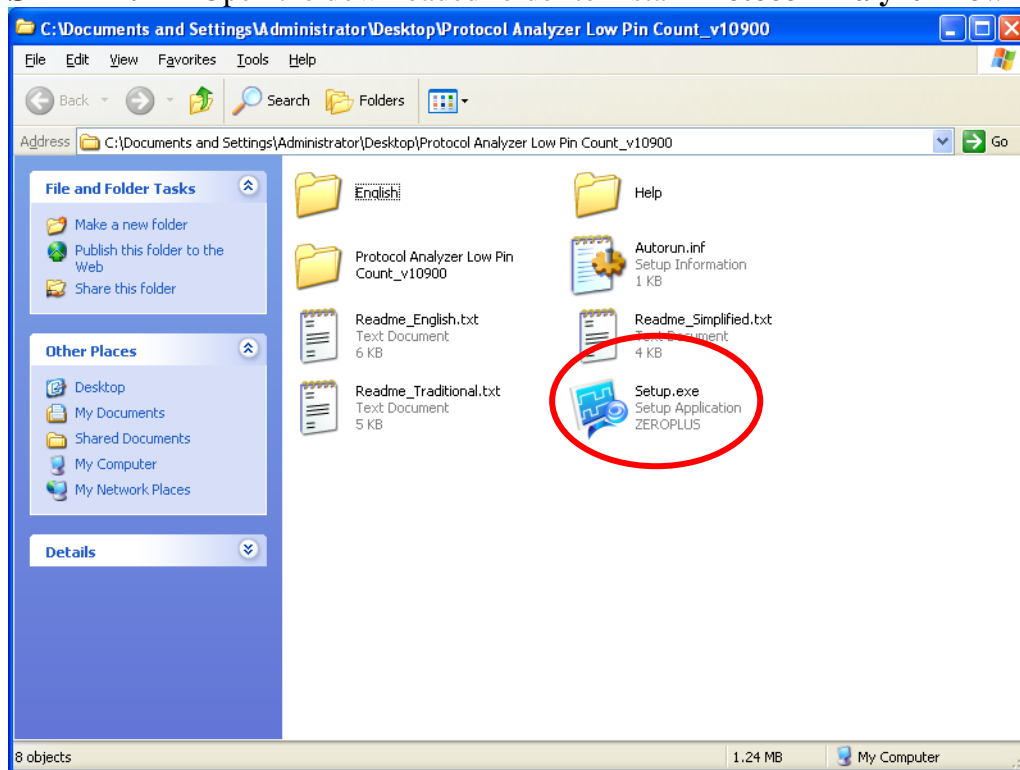 C:\Documents and Settings\Administrator\Desktop\Protocol Analyzer Low Pin Count_v10900
File Edit View Favorites Tools Help
Back Search Folders
Address C:\Documents and Settings\Administrator\Desktop\Protocol Analyzer Low Pin Count_v10900 Go
File and Folder Tasks
Make a new folder
Publish this folder to the
Web
Share this folder
Other Places
Desktop
My Documents
Shared Documents
My Computer
My Network Places
Details
English
Help
Protocol Analyzer Low Pin
Count_v10900
Autorun.inf
Setup Information
1 KB
Readme_English.txt
Text Document
6 KB
Readme_Simplified.txt
Text Document
4 KB
Readme_Traditional.txt
Text Document
5 KB
Setup.exe
Setup Application
ZEROPLUS
8 objects 1.24 MB My Computer